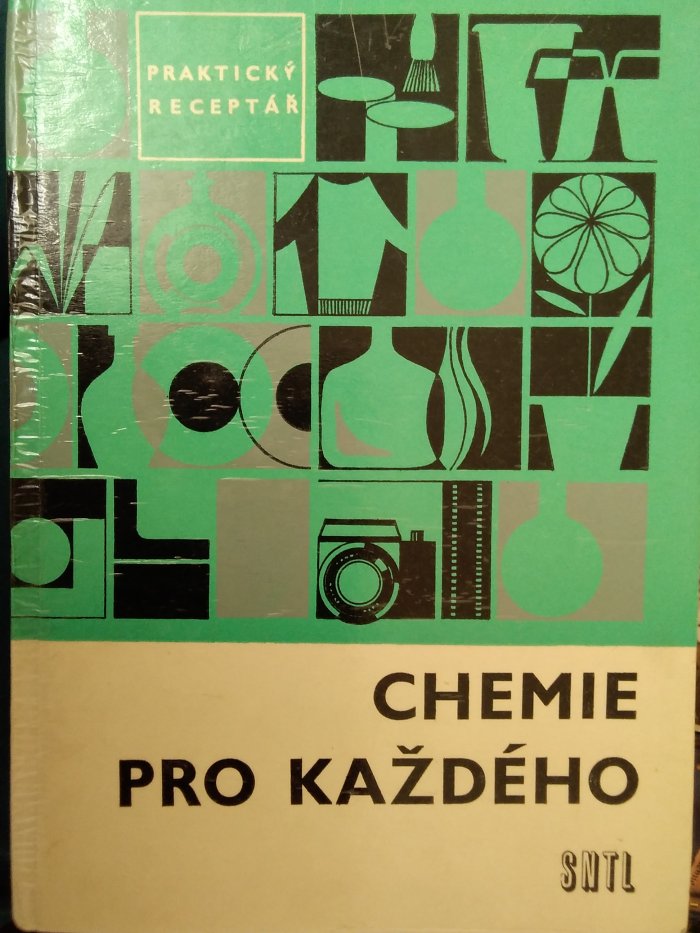 PRAKTICKÝ
RECEPTÁŘ
CHEMIE
PRO KAŽDÉHO
SNTL